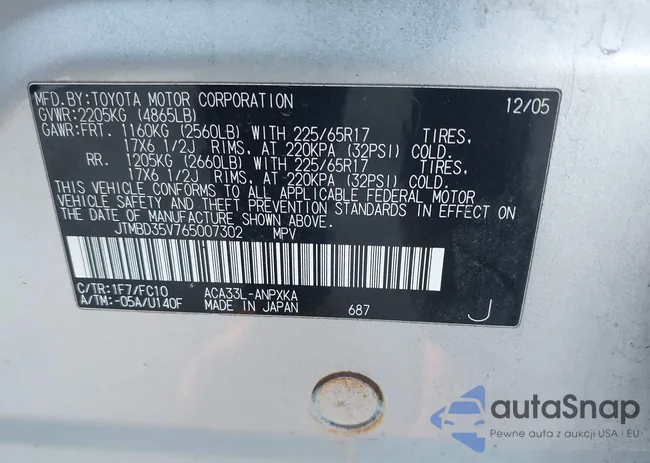 MFD.BY:TOYOTA MOTOR CORPORATION 12/05
GVWR:2205KG (4865LB)
GAWR:FRT. 1160KG (2560LB) WITH 225/65R17 TIRES,
17X6 1/2J RIMS, AT 220KPA (32PSI) COLD.
RR. 1205KG (2660LB) WITH 225/65R17 TIRES,
17X6 1/2J RIMS, AT 220KPA (32PSI) COLD.
THIS VEHICLE CONFORMS TO ALL APPLICABLE FEDERAL MOTOR
VEHICLE SAFETY AND THEFT PREVENTION STANDARDS IN EFFECT ON
THE DATE OF MANUFACTURE SHOWN ABOVE.
JTMBD35V765007302 MPV
C/TR:1F7/FC10 ACA33L-ANPXKA
A/TM:-05A/U140F MADE IN JAPAN 687 J
autaSnap
Pewne auta z aukcji USA i EU